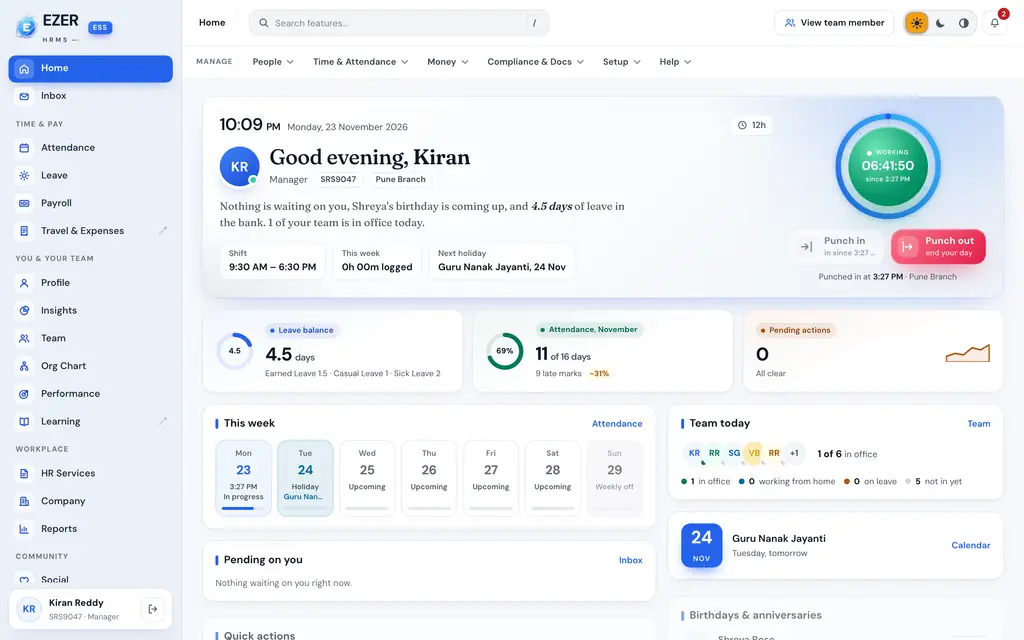 EZER
HRMS
ESS
Home
Search features...
/
View team member
2
MANAGE
People
Time & Attendance
Money
Compliance & Docs
Setup
Help
Home
Inbox
TIME & PAY
Attendance
Leave
Payroll
Travel & Expenses
YOU & YOUR TEAM
Profile
Insights
Team
Org Chart
Performance
Learning
WORKPLACE
HR Services
Company
Reports
COMMUNITY
Social
KR
Kiran Reddy
SRS9047 · Manager
10:09 PM Monday, 23 November 2026
12h
KR
Good evening, Kiran
Manager SRS9047 Pune Branch
Nothing is waiting on you, Shreya's birthday is coming up, and 4.5 days of leave in
the bank. 1 of your team is in office today.
Shift
9:30 AM – 6:30 PM
This week
0h 00m logged
Next holiday
Guru Nanak Jayanti, 24 Nov
WORKING
06:41:50
since 3:27 PM
Punch in
in since 3:27 ...
Punch out
end your day
Punched in at 3:27 PM · Pune Branch
4.5
Leave balance
4.5 days
Earned Leave 1.5 · Casual Leave 1 · Sick Leave 2
69%
Attendance, November
11 of 16 days
9 late marks -31%
Pending actions
0
All clear
This week
Attendance
Mon
23
3:27 PM
In progress
Tue
24
Holiday
Guru Nan...
Wed
25
Upcoming
Thu
26
Upcoming
Fri
27
Upcoming
Sat
28
Upcoming
Sun
29
Weekly off
Team today
Team
KR RR SG VB RR +1
1 of 6 in office
1 in office 0 working from home 0 on leave 5 not in yet
24
NOV
Guru Nanak Jayanti
Tuesday, tomorrow
Calendar
Pending on you
Inbox
Nothing waiting on you right now.
Quick actions
Birthdays & anniversaries
Shreya Bose